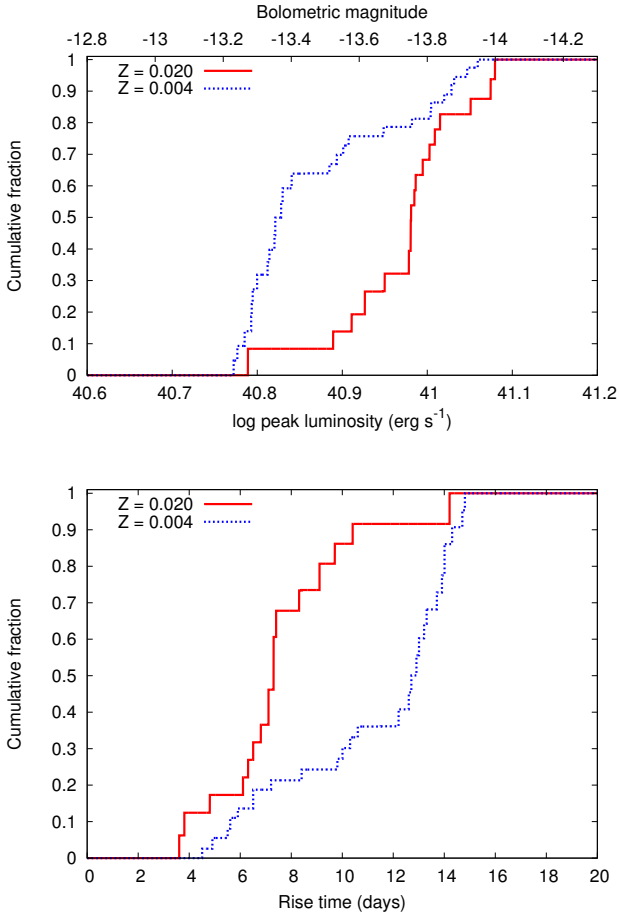 Bolometric magnitude
-12.8 -13 -13.2 -13.4 -13.6 -13.8 -14 -14.2
Z = 0.020
Z = 0.004
1
0.9
0.8
0.7
0.6
0.5
0.4
0.3
0.2
0.1
0
Cumulative fraction
40.6 40.7 40.8 40.9 41 41.1 41.2
log peak luminosity (erg s⁻¹)
Z = 0.020
Z = 0.004
1
0.9
0.8
0.7
0.6
0.5
0.4
0.3
0.2
0.1
0
Cumulative fraction
0 2 4 6 8 10 12 14 16 18 20
Rise time (days)